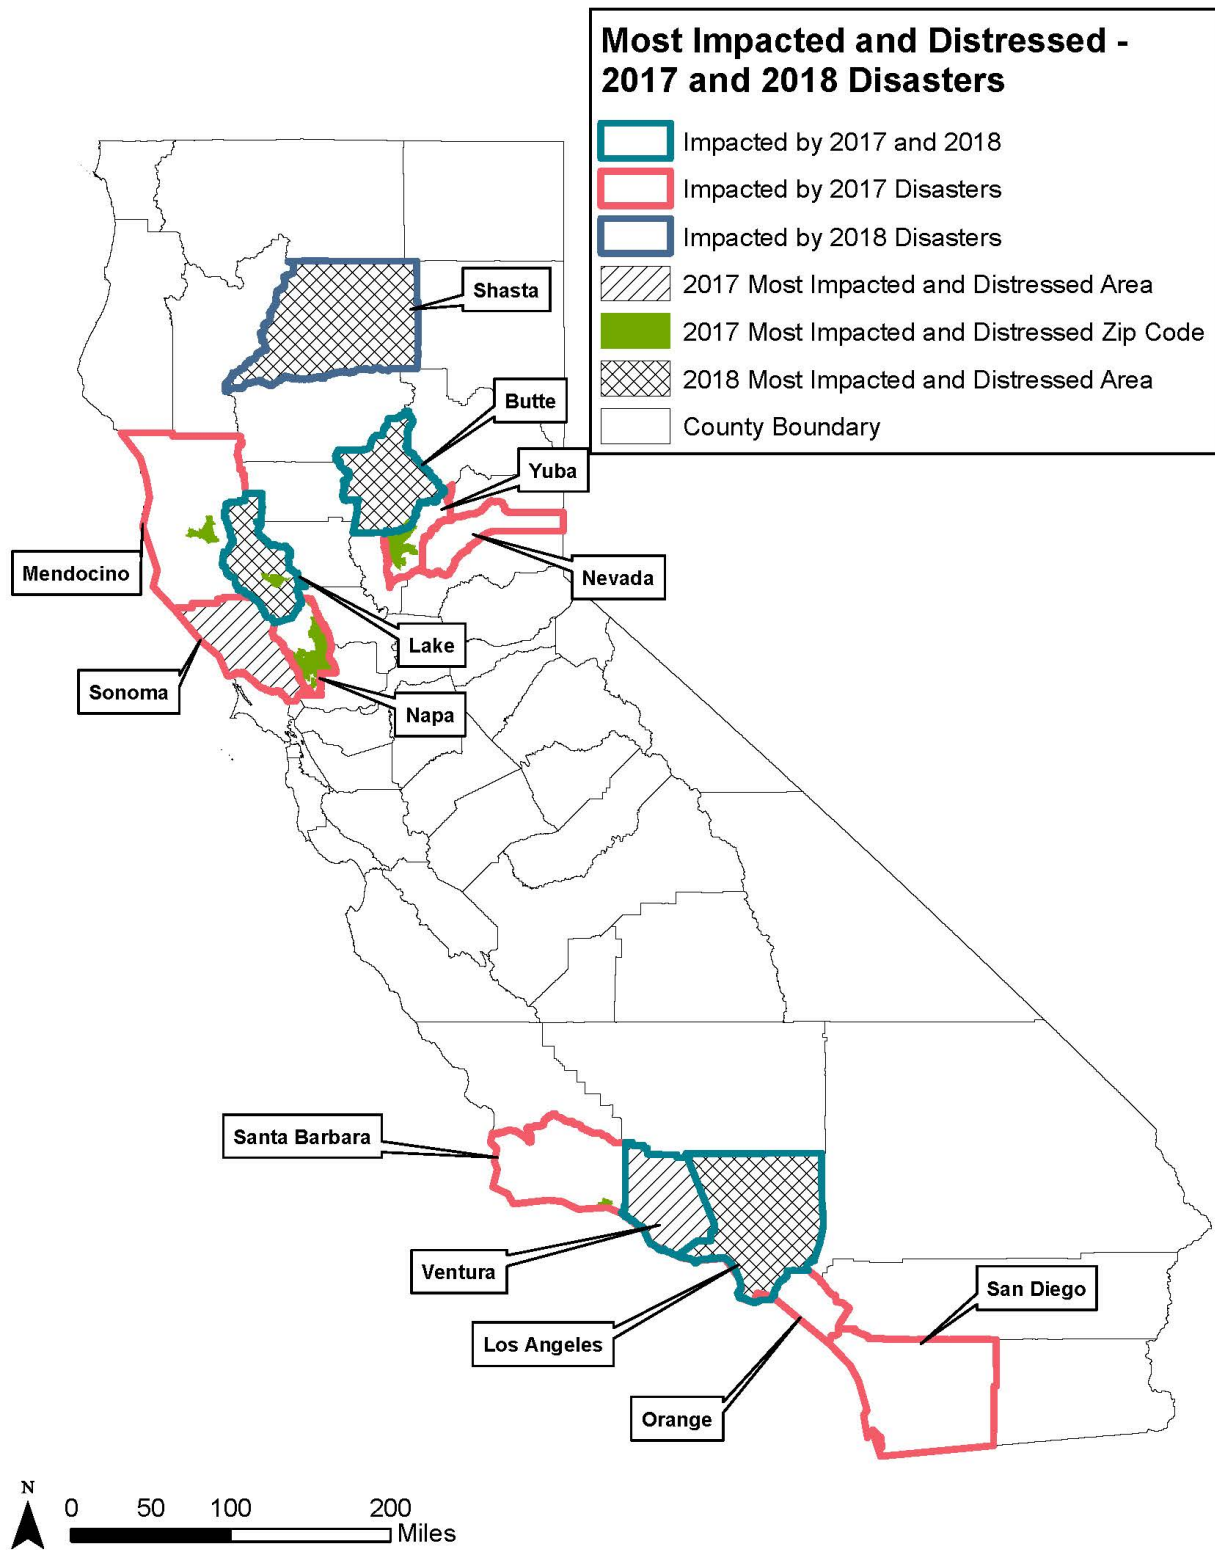 Most Impacted and Distressed -
2017 and 2018 Disasters
Impacted by 2017 and 2018
Impacted by 2017 Disasters
Impacted by 2018 Disasters
2017 Most Impacted and Distressed Area
2017 Most Impacted and Distressed Zip Code
2018 Most Impacted and Distressed Area
County Boundary
Shasta
Butte
Yuba
Nevada
Mendocino
Lake
Sonoma
Napa
Santa Barbara
Ventura
San Diego
Los Angeles
Orange
N
0 50 100 200
Miles